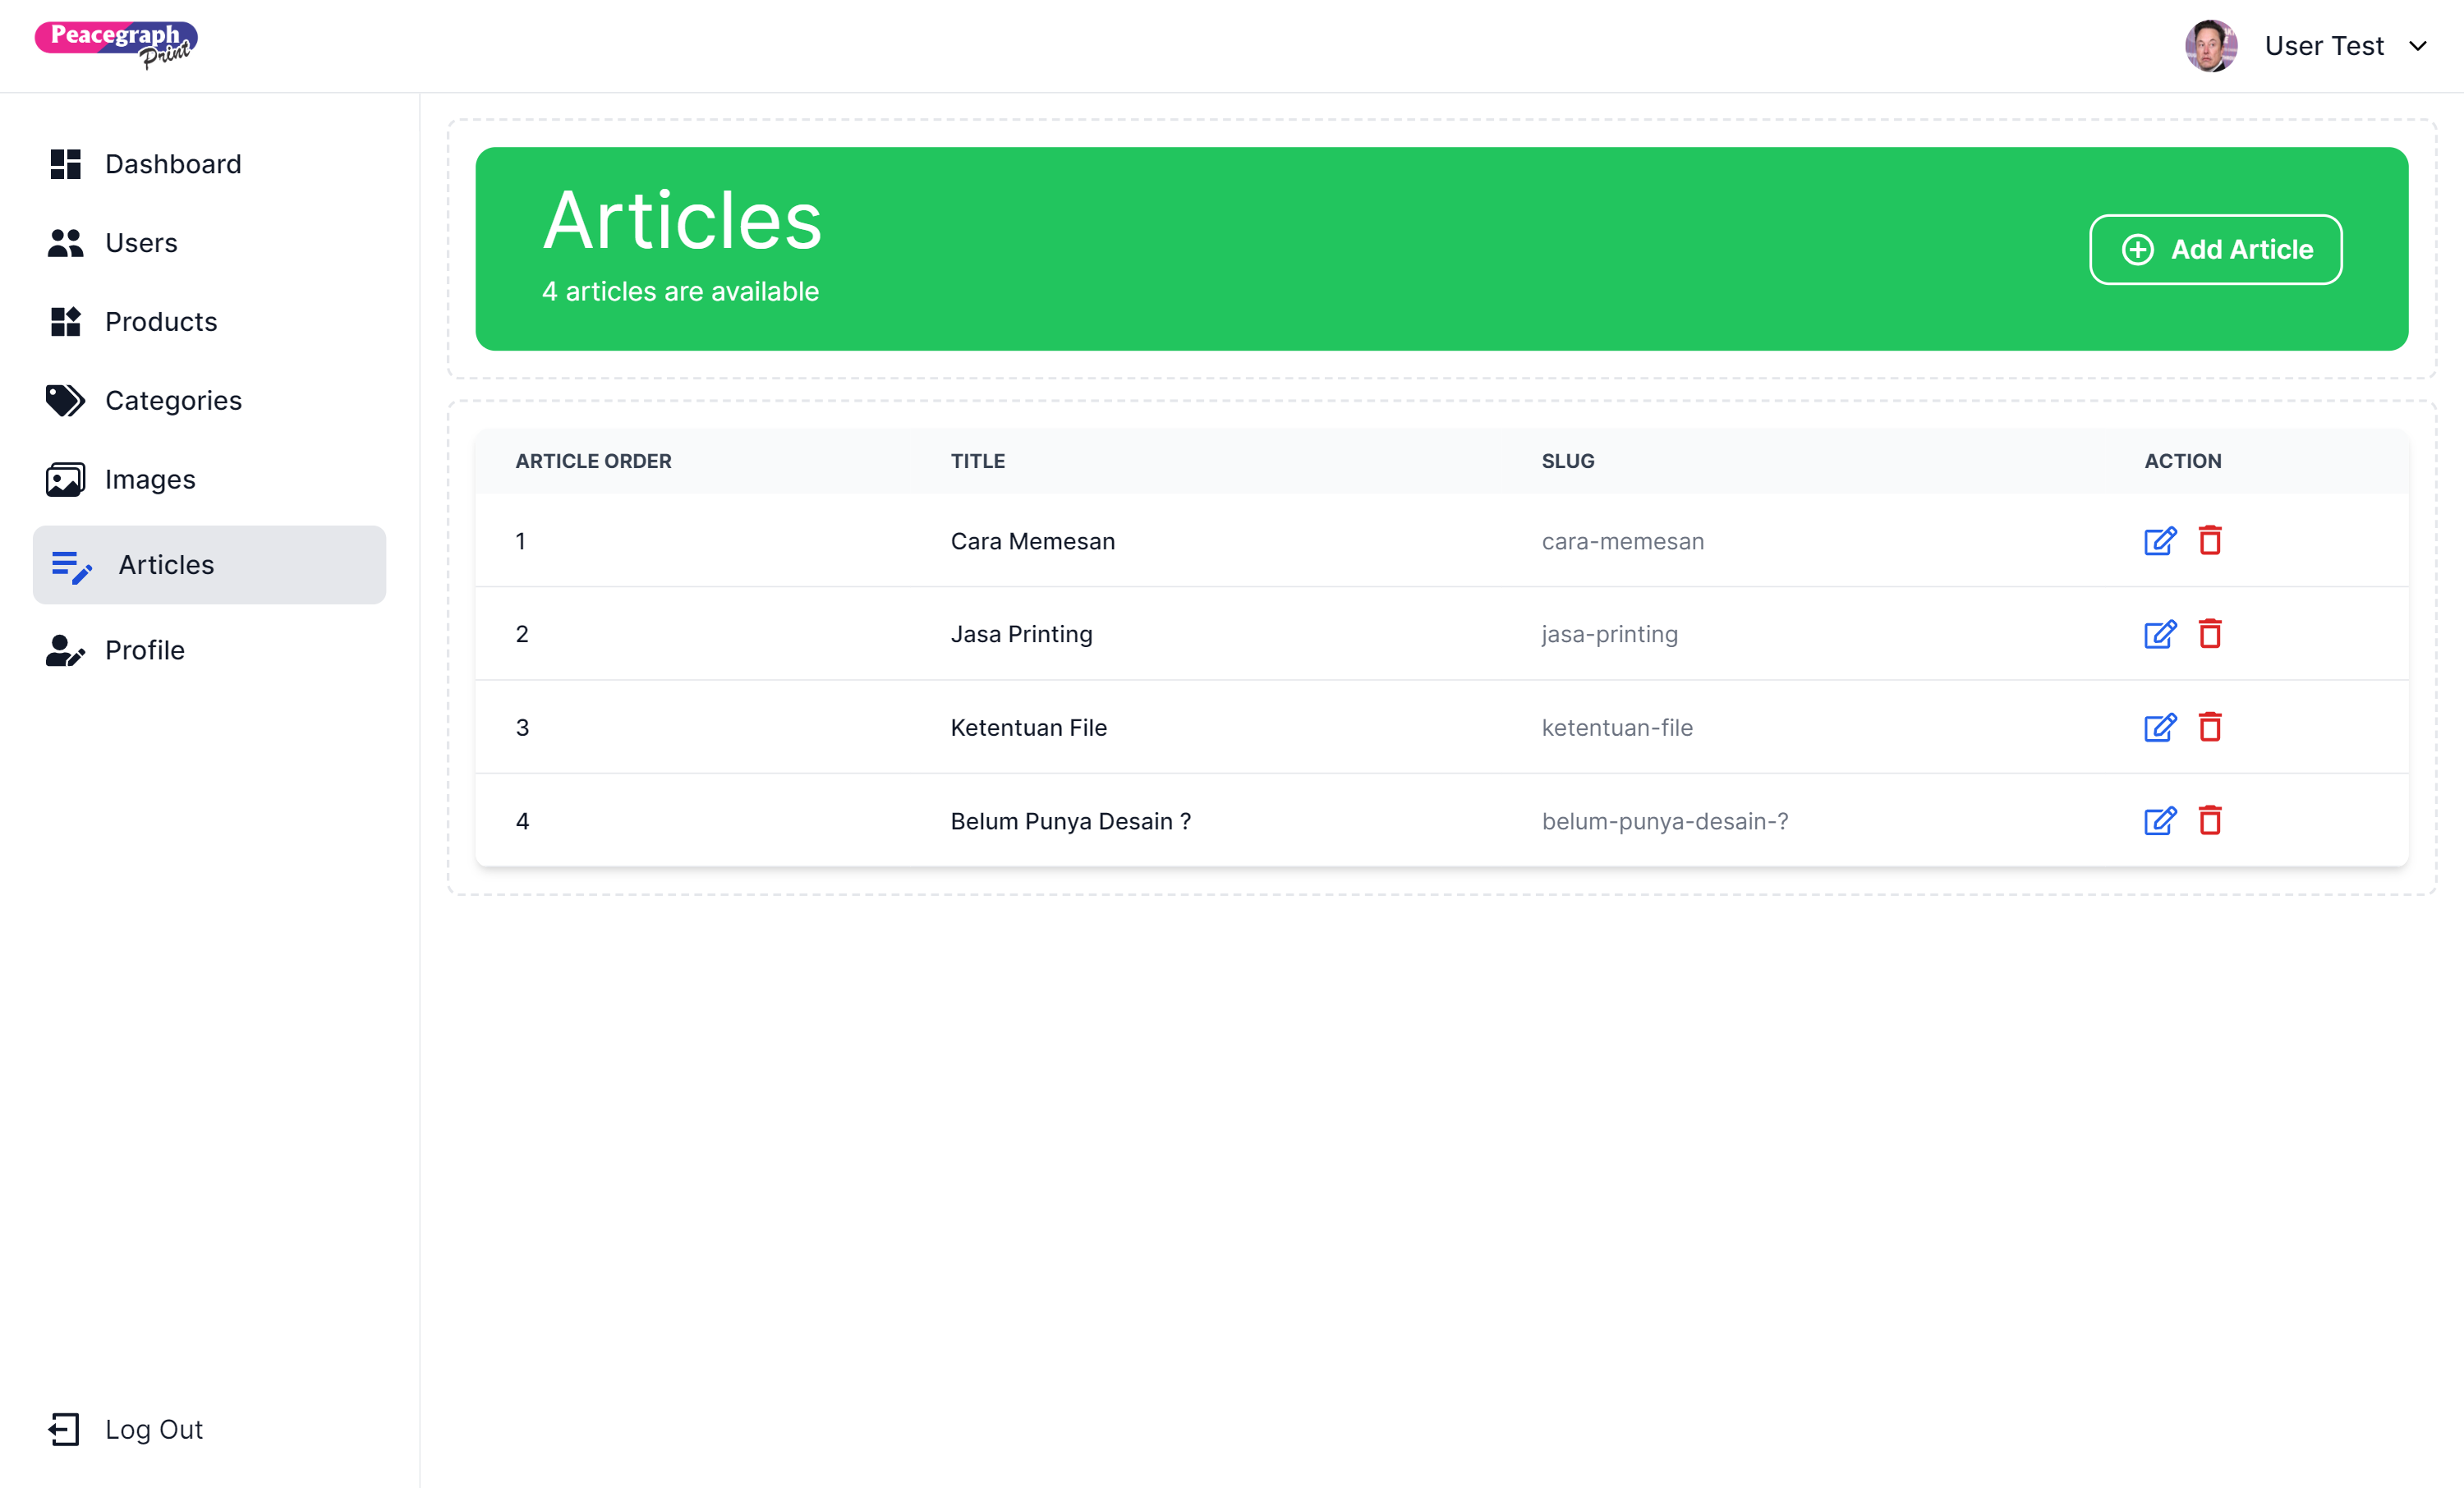 Peacegraph
Print
User Test
Dashboard
Users
Products
Categories
Images
Articles
Profile
Log Out
Articles
4 articles are available
Add Article
ARTICLE ORDER TITLE SLUG ACTION
1 Cara Memesan cara-memesan
2 Jasa Printing jasa-printing
3 Ketentuan File ketentuan-file
4 Belum Punya Desain ? belum-punya-desain-?